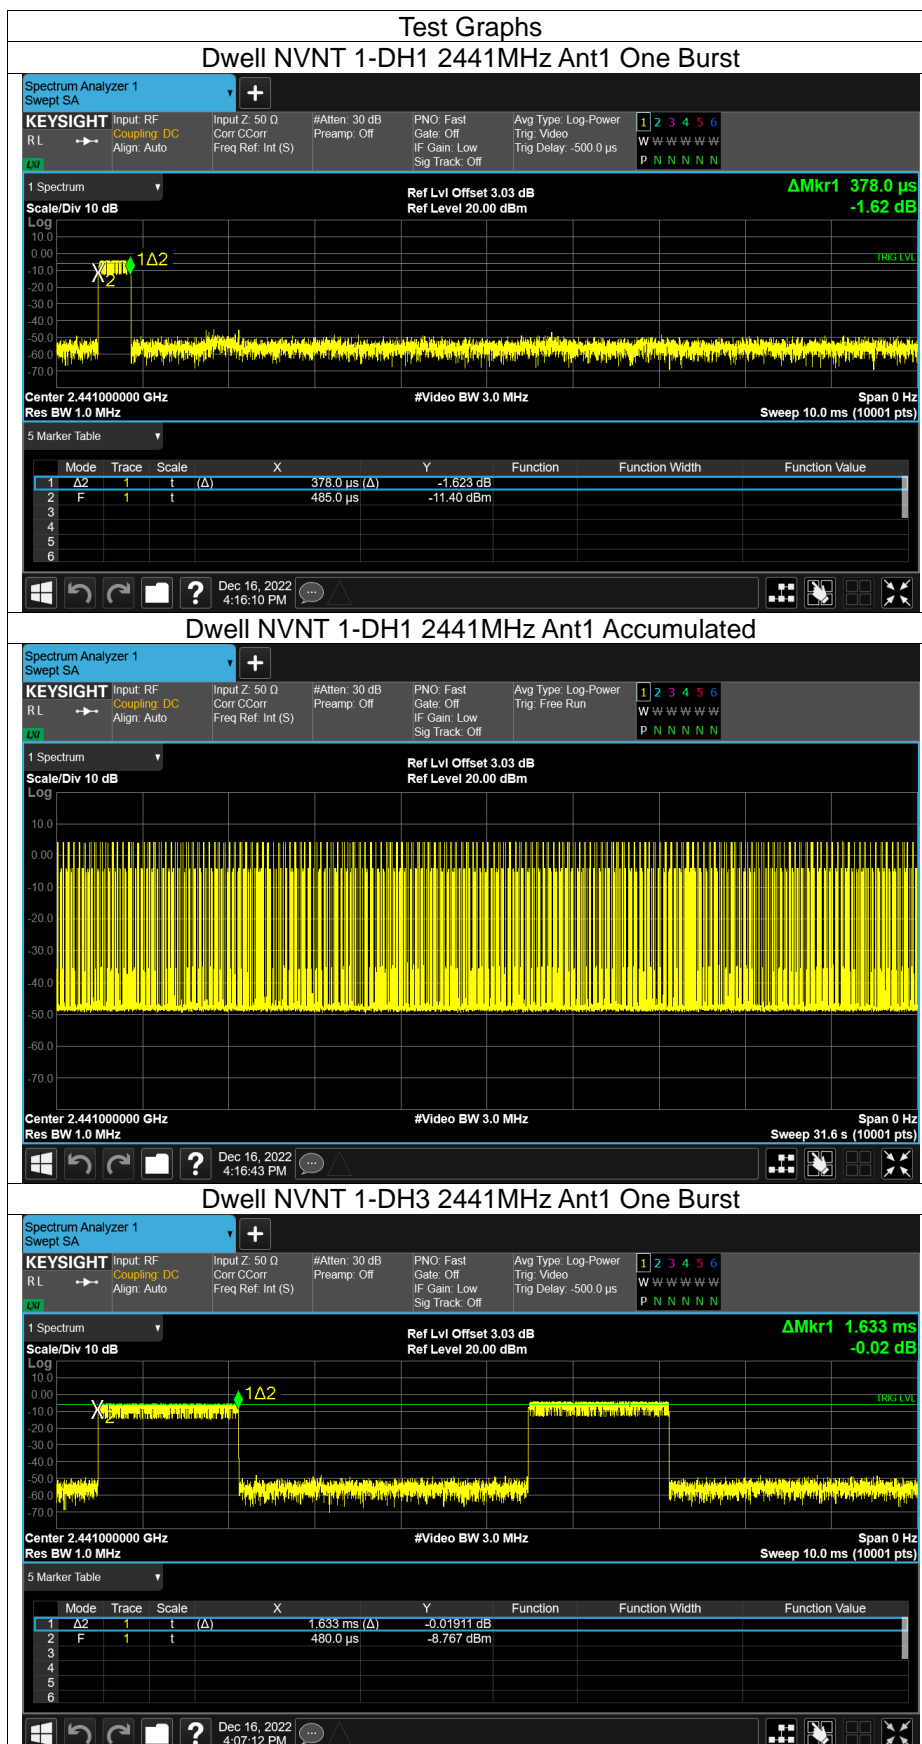 Test Graphs
Dwell NVNT 1-DH1 2441MHz Ant1 One Burst
Spectrum Analyzer 1
Swept SA
KEYSIGHT Input: RF Input Z: 50 Ω #Atten: 30 dB PNO: Fast Avg Type: Log-Power 1 2 3 4 5 6
R L Coupling: DC Corr CCorr Preamp: Off Gate: Off Trig: Video W W W W W W
Align: Auto Freq Ref: Int (S) IF Gain: Low Trig Delay: -500.0 µs
LXI Sig Track: Off P N N N N N
1 Spectrum Ref Lvl Offset 3.03 dB ΔMkr1 378.0 µs
Scale/Div 10 dB Ref Level 20.00 dBm -1.62 dB
Log
10.0
0.00 1Δ2 TRIG LVL
-10.0 2
-20.0
-30.0
-40.0
-50.0
-60.0
-70.0
Center 2.441000000 GHz #Video BW 3.0 MHz Span 0 Hz
Res BW 1.0 MHz Sweep 10.0 ms (10001 pts)
5 Marker Table
Mode Trace Scale X Y Function Function Width Function Value
1 Δ2 1 t (Δ) 378.0 µs (Δ) -1.623 dB
2 F 1 t 485.0 µs -11.40 dBm
3
4
5
6
? Dec 16, 2022
4:16:10 PM
Dwell NVNT 1-DH1 2441MHz Ant1 Accumulated
Spectrum Analyzer 1
Swept SA
KEYSIGHT Input: RF Input Z: 50 Ω #Atten: 30 dB PNO: Fast Avg Type: Log-Power 1 2 3 4 5 6
R L Coupling: DC Corr CCorr Preamp: Off Gate: Off Trig: Free Run W W W W W W
Align: Auto Freq Ref: Int (S) IF Gain: Low
LXI Sig Track: Off P N N N N N
1 Spectrum Ref Lvl Offset 3.03 dB
Scale/Div 10 dB Ref Level 20.00 dBm
Log
10.0
0.00
-10.0
-20.0
-30.0
-40.0
-50.0
-60.0
-70.0
Center 2.441000000 GHz #Video BW 3.0 MHz Span 0 Hz
Res BW 1.0 MHz Sweep 31.6 s (10001 pts)
? Dec 16, 2022
4:16:43 PM
Dwell NVNT 1-DH3 2441MHz Ant1 One Burst
Spectrum Analyzer 1
Swept SA
KEYSIGHT Input: RF Input Z: 50 Ω #Atten: 30 dB PNO: Fast Avg Type: Log-Power 1 2 3 4 5 6
R L Coupling: DC Corr CCorr Preamp: Off Gate: Off Trig: Video W W W W W W
Align: Auto Freq Ref: Int (S) IF Gain: Low Trig Delay: -500.0 µs
LXI Sig Track: Off P N N N N N
1 Spectrum Ref Lvl Offset 3.03 dB ΔMkr1 1.633 ms
Scale/Div 10 dB Ref Level 20.00 dBm -0.02 dB
Log
10.0
0.00 1Δ2 TRIG LVL
-10.0 2
-20.0
-30.0
-40.0
-50.0
-60.0
-70.0
Center 2.441000000 GHz #Video BW 3.0 MHz Span 0 Hz
Res BW 1.0 MHz Sweep 10.0 ms (10001 pts)
5 Marker Table
Mode Trace Scale X Y Function Function Width Function Value
1 Δ2 1 t (Δ) 1.633 ms (Δ) -0.01911 dB
2 F 1 t 480.0 µs -8.767 dBm
3
4
5
6
? Dec 16, 2022
4:07:12 PM